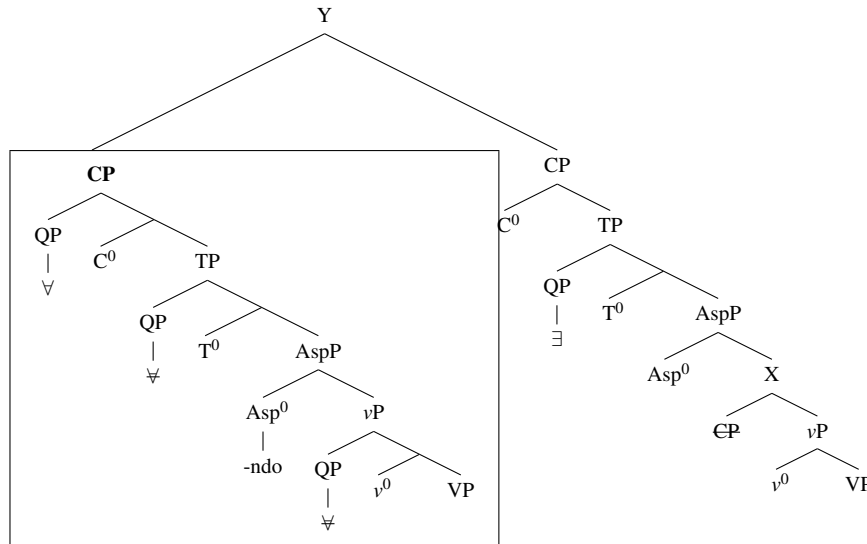 Y
CP CP
QP C⁰ TP
∀ C⁰ TP
QP T⁰ AspP
QP T⁰ AspP
∃
∀̶ Asp⁰ X
Asp⁰ vP
C̶P̶ vP
-ndo QP v⁰ VP v⁰ VP
∀̶